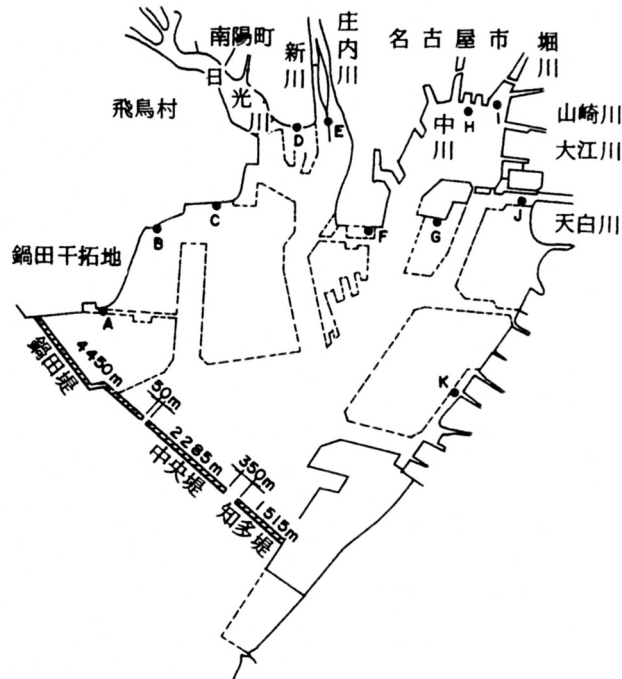 名古屋市
南陽町
新川
庄内川
堀川
日光川
飛鳥村
中川
山崎川
大江川
天白川
鍋田干拓地
A
B
C
D
E
F
G
H
I
J
K
鍋田堤
4450m
50m
2285m
中央堤
350m
1515m
知多堤